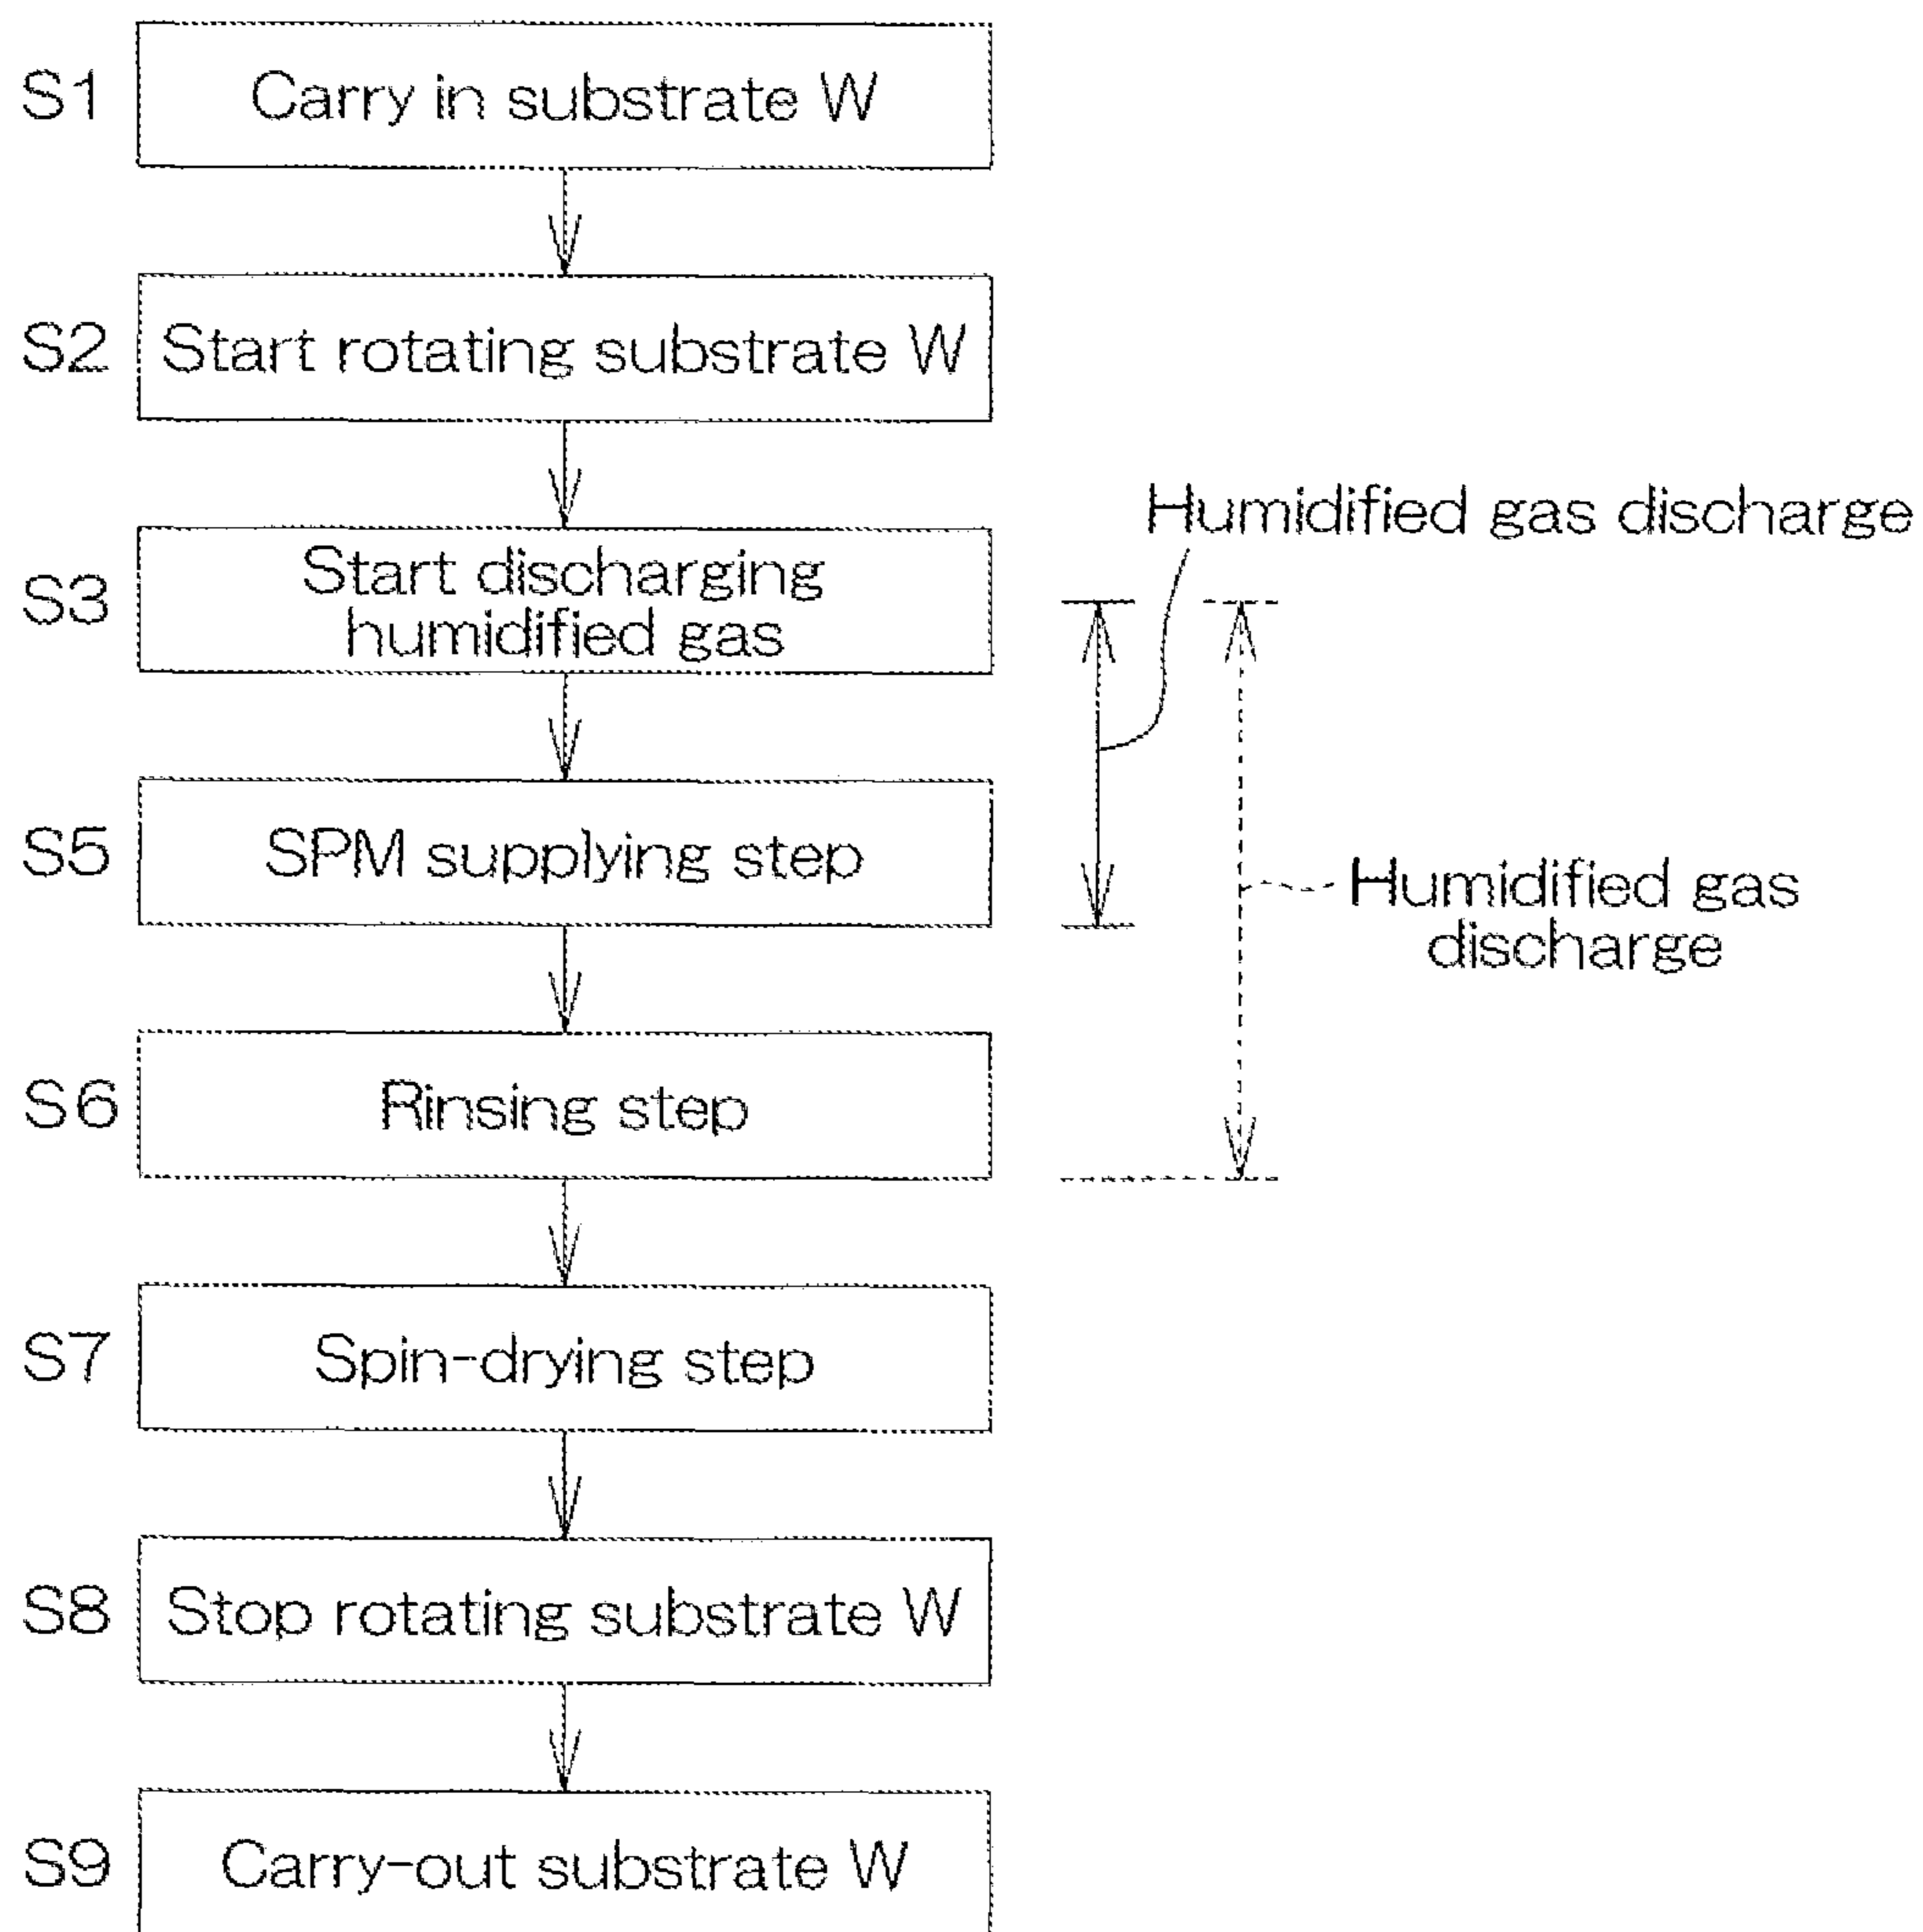 S1 Carry in substrate W
S2 Start rotating substrate W
Humidified gas discharge
S3 Start discharging
humidified gas
S5 SPM supplying step
Humidified gas
discharge
S6 Rinsing step
S7 Spin-drying step
S8 Stop rotating substrate W
S9 Carry-out substrate W